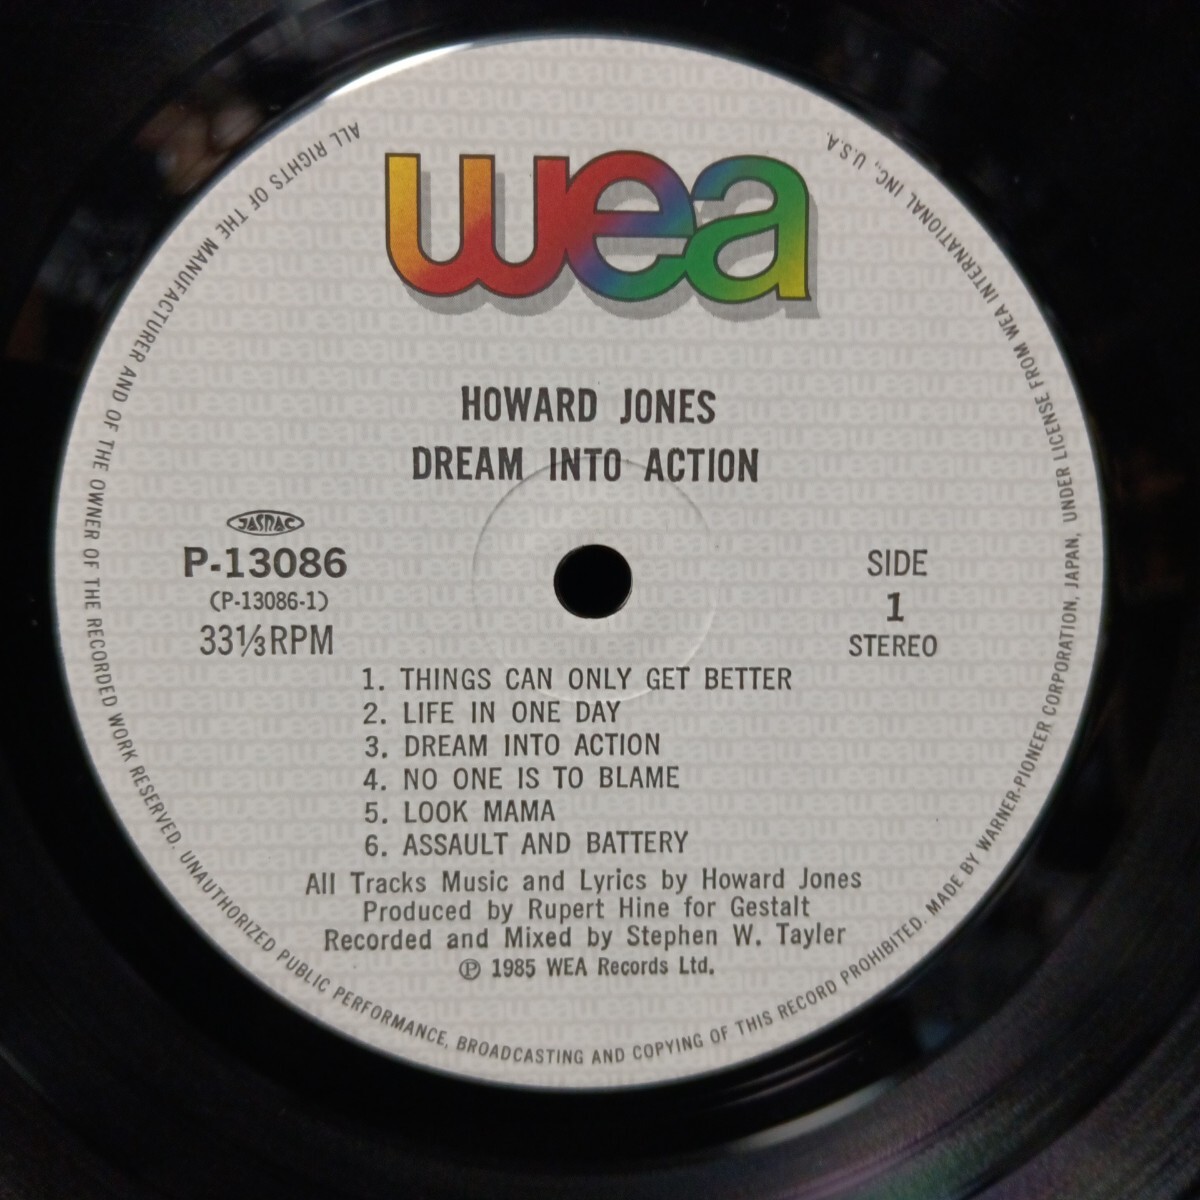 wea
HOWARD JONES
DREAM INTO ACTION
JASRAC
P-13086
(P-13086-1)
33⅓RPM
SIDE
1
STEREO
1. THINGS CAN ONLY GET BETTER
2. LIFE IN ONE DAY
3. DREAM INTO ACTION
4. NO ONE IS TO BLAME
5. LOOK MAMA
6. ASSAULT AND BATTERY
All Tracks Music and Lyrics by Howard Jones
Produced by Rupert Hine for Gestalt
Recorded and Mixed by Stephen W. Tayler
℗ 1985 WEA Records Ltd.
ALL RIGHTS OF THE MANUFACTURER AND OF THE OWNER OF THE RECORDED WORK RESERVED. UNAUTHORIZED PUBLIC PERFORMANCE, BROADCASTING AND COPYING OF THIS RECORD PROHIBITED. MADE BY WARNER-PIONEER CORPORATION, JAPAN, UNDER LICENSE FROM WEA INTERNATIONAL INC., U.S.A.